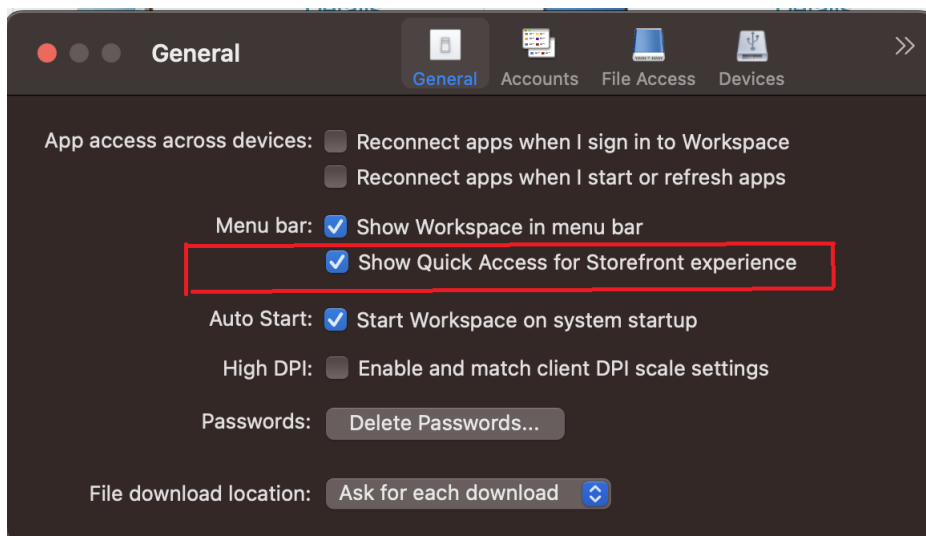 General
General
Accounts
File Access
Devices
App access across devices:
Reconnect apps when I sign in to Workspace
Reconnect apps when I start or refresh apps
Menu bar:
Show Workspace in menu bar
Show Quick Access for Storefront experience
Auto Start:
Start Workspace on system startup
High DPI:
Enable and match client DPI scale settings
Passwords:
Delete Passwords...
File download location:
Ask for each download